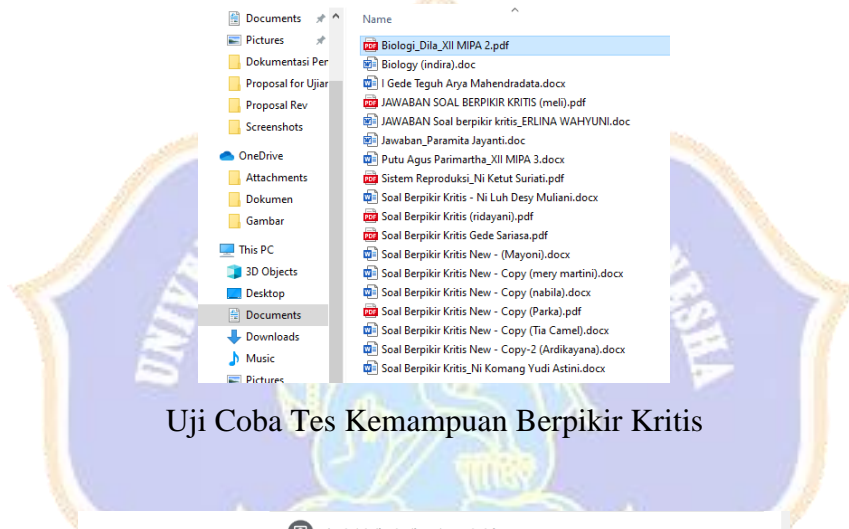 Documents
Pictures
Dokumentasi Per
Proposal for Ujian
Proposal Rev
Screenshots
OneDrive
Attachments
Dokumen
Gambar
This PC
3D Objects
Desktop
Documents
Downloads
Music
Pictures
Name
Biologi_Dila_XII MIPA 2.pdf
Biology (indira).doc
I Gede Teguh Arya Mahendradata.docx
JAWABAN SOAL BERPIKIR KRITIS (meli).pdf
JAWABAN Soal berpikir kritis_ERLINA WAHYUNI.doc
Jawaban_Paramita Jayanti.doc
Putu Agus Parimartha_XII MIPA 3.docx
Sistem Reproduksi_Ni Ketut Suriati.pdf
Soal Berpikir Kritis - Ni Luh Desy Muliani.docx
Soal Berpikir Kritis (ridayani).pdf
Soal Berpikir Kritis Gede Sariasa.pdf
Soal Berpikir Kritis New - (Mayoni).docx
Soal Berpikir Kritis New - Copy (mery martini).docx
Soal Berpikir Kritis New - Copy (nabila).docx
Soal Berpikir Kritis New - Copy (Parka).pdf
Soal Berpikir Kritis New - Copy (Tia Camel).docx
Soal Berpikir Kritis New - Copy-2 (Ardikayana).docx
Soal Berpikir Kritis_Ni Komang Yudi Astini.docx
Uji Coba Tes Kemampuan Berpikir Kritis